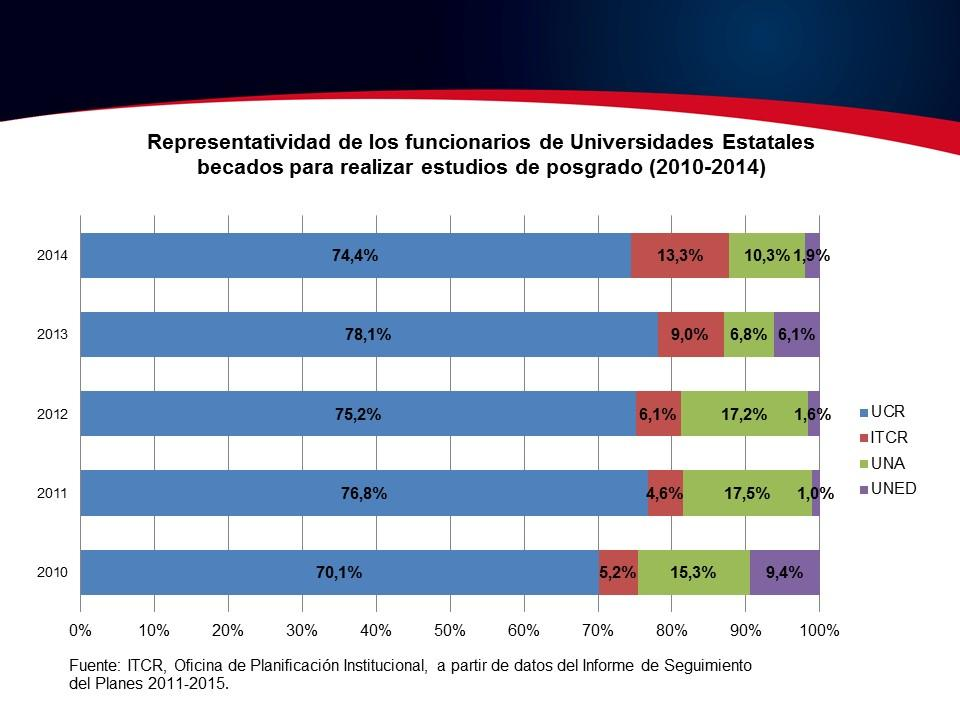 Representatividad de los funcionarios de Universidades Estatales
becados para realizar estudios de posgrado (2010-2014)
2014
74,4%
13,3%
10,3%
1,9%
2013
78,1%
9,0%
6,8%
6,1%
2012
75,2%
6,1%
17,2%
1,6%
2011
76,8%
4,6%
17,5%
1,0%
2010
70,1%
5,2%
15,3%
9,4%
UCR
ITCR
UNA
UNED
0% 10% 20% 30% 40% 50% 60% 70% 80% 90% 100%
Fuente: ITCR, Oficina de Planificación Institucional, a partir de datos del Informe de Seguimiento
del Planes 2011-2015.